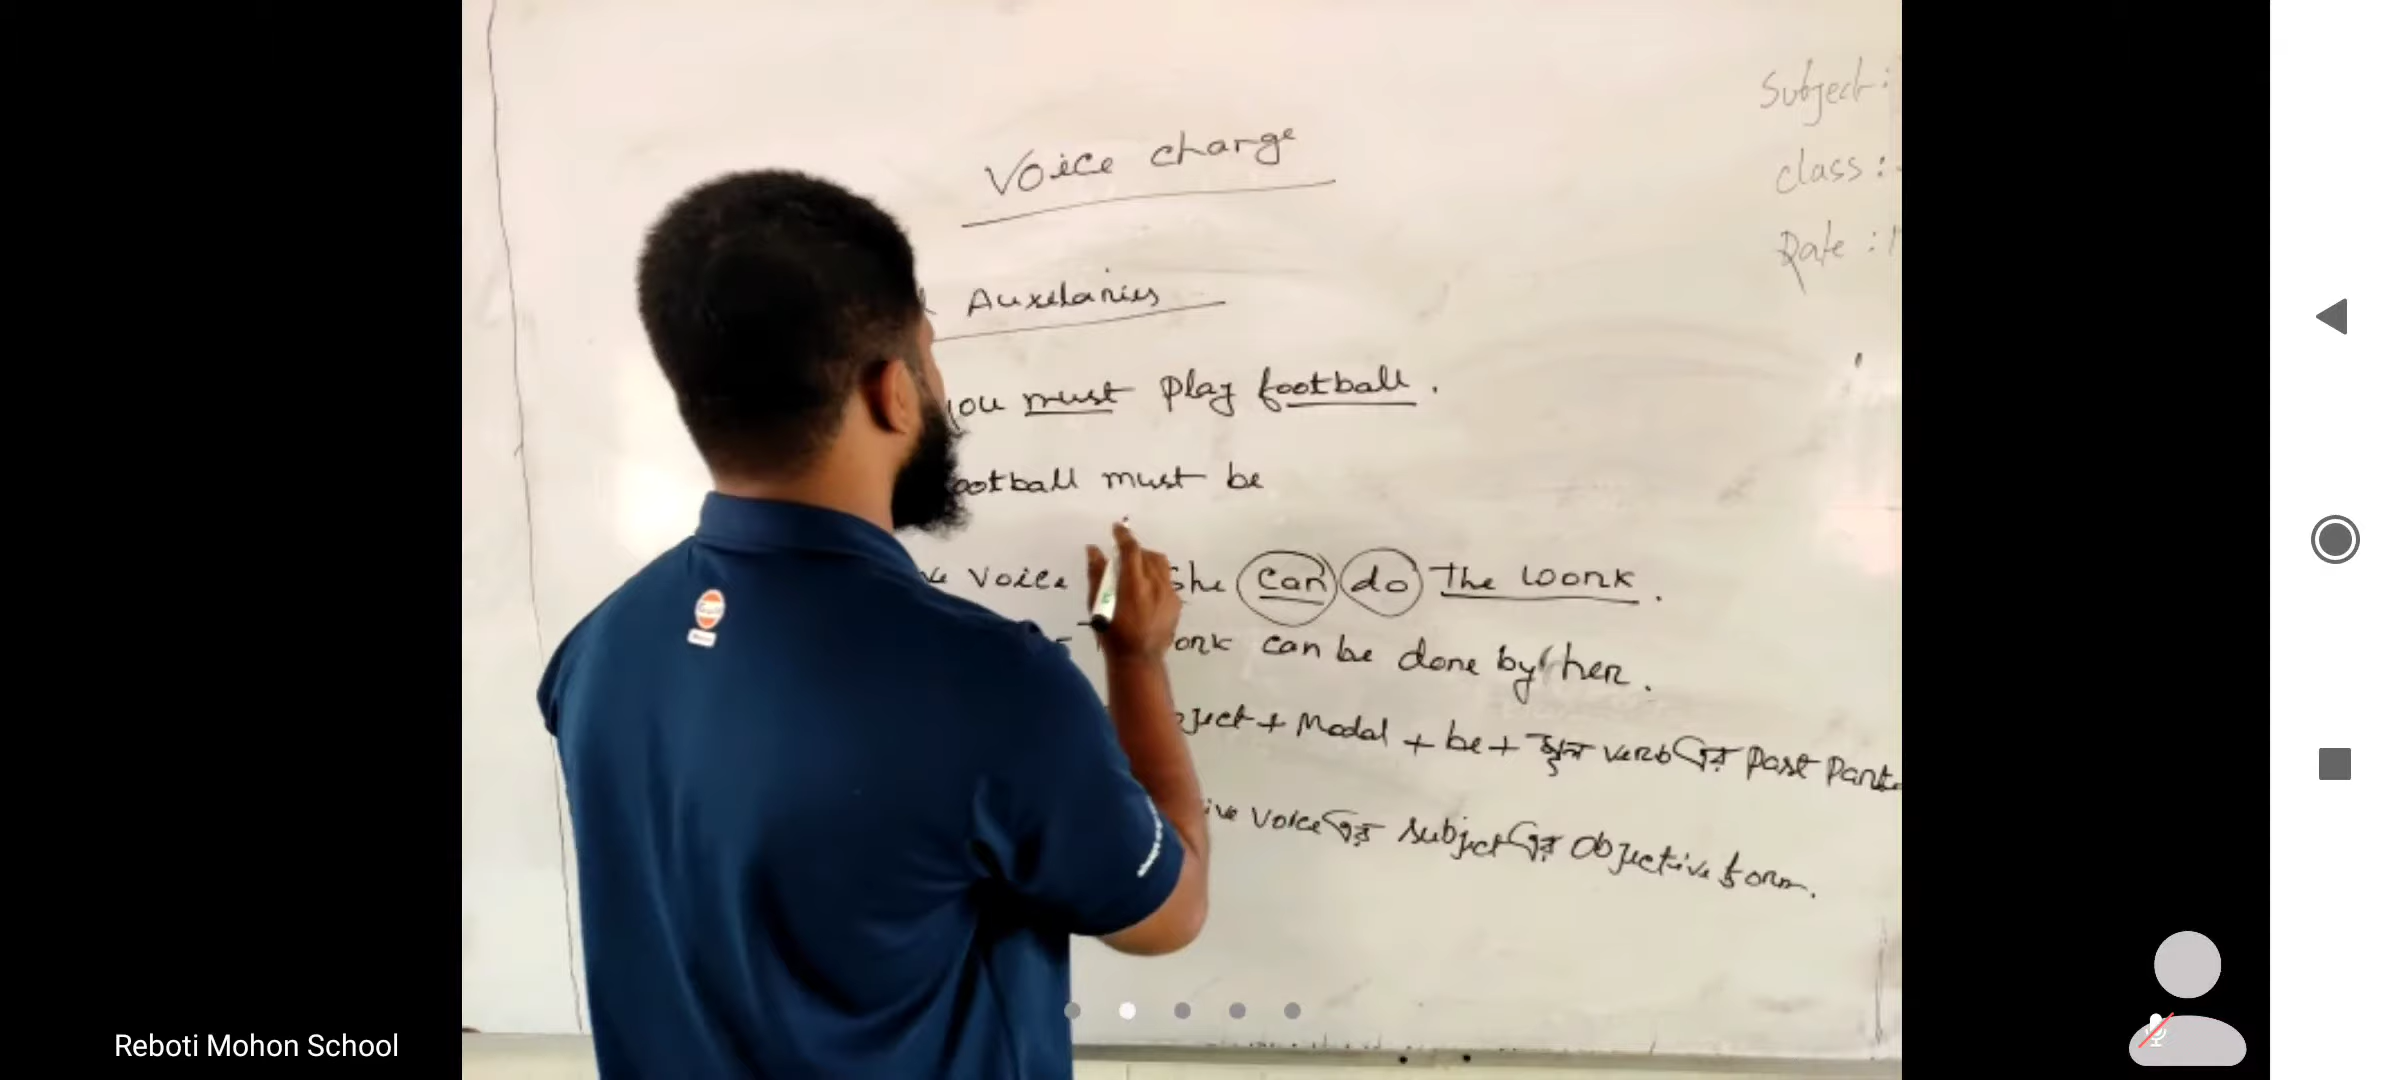 Voice charge
Subject:
class:
Date:
Auxelaries
you must play football.
ootball must be
voice She can do the work.
ork can be done by her.
ject + Modal + be + মূল verb এর Past Part
ive voice এর subject এর objective form.
Reboti Mohon School